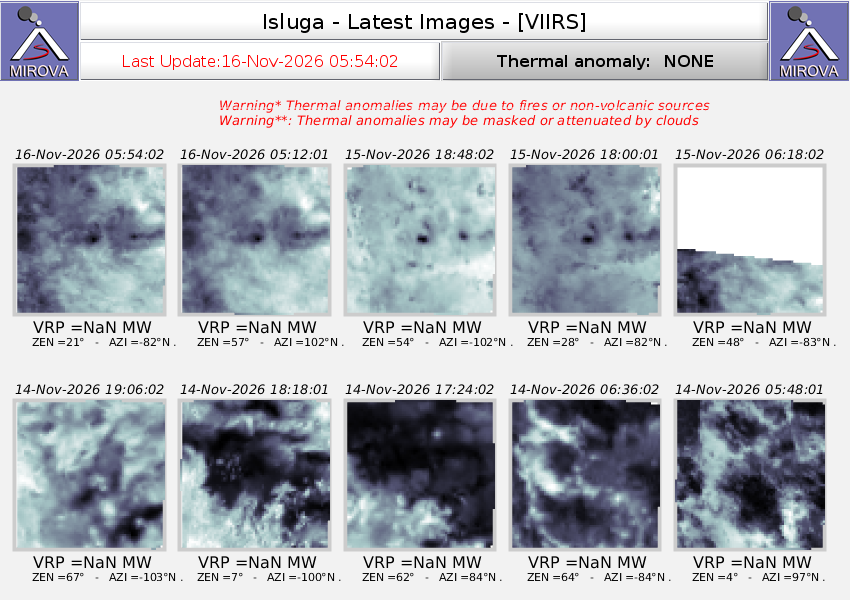 Isluga - Latest Images - [VIIRS]
MIROVA
Last Update:16-Nov-2026 05:54:02
Thermal anomaly: NONE
MIROVA
Warning* Thermal anomalies may be due to fires or non-volcanic sources
Warning**: Thermal anomalies may be masked or attenuated by clouds
16-Nov-2026 05:54:02
16-Nov-2026 05:12:01
15-Nov-2026 18:48:02
15-Nov-2026 18:00:01
15-Nov-2026 06:18:02
VRP =NaN MW
VRP =NaN MW
VRP =NaN MW
VRP =NaN MW
VRP =NaN MW
ZEN =21° - AZI =-82°N .
ZEN =57° - AZI =102°N .
ZEN =54° - AZI =-102°N .
ZEN =28° - AZI =82°N .
ZEN =48° - AZI =-83°N .
14-Nov-2026 19:06:02
14-Nov-2026 18:18:01
14-Nov-2026 17:24:02
14-Nov-2026 06:36:02
14-Nov-2026 05:48:01
VRP =NaN MW
VRP =NaN MW
VRP =NaN MW
VRP =NaN MW
VRP =NaN MW
ZEN =67° - AZI =-103°N .
ZEN =7° - AZI =-100°N .
ZEN =62° - AZI =84°N .
ZEN =64° - AZI =-84°N .
ZEN =4° - AZI =97°N .